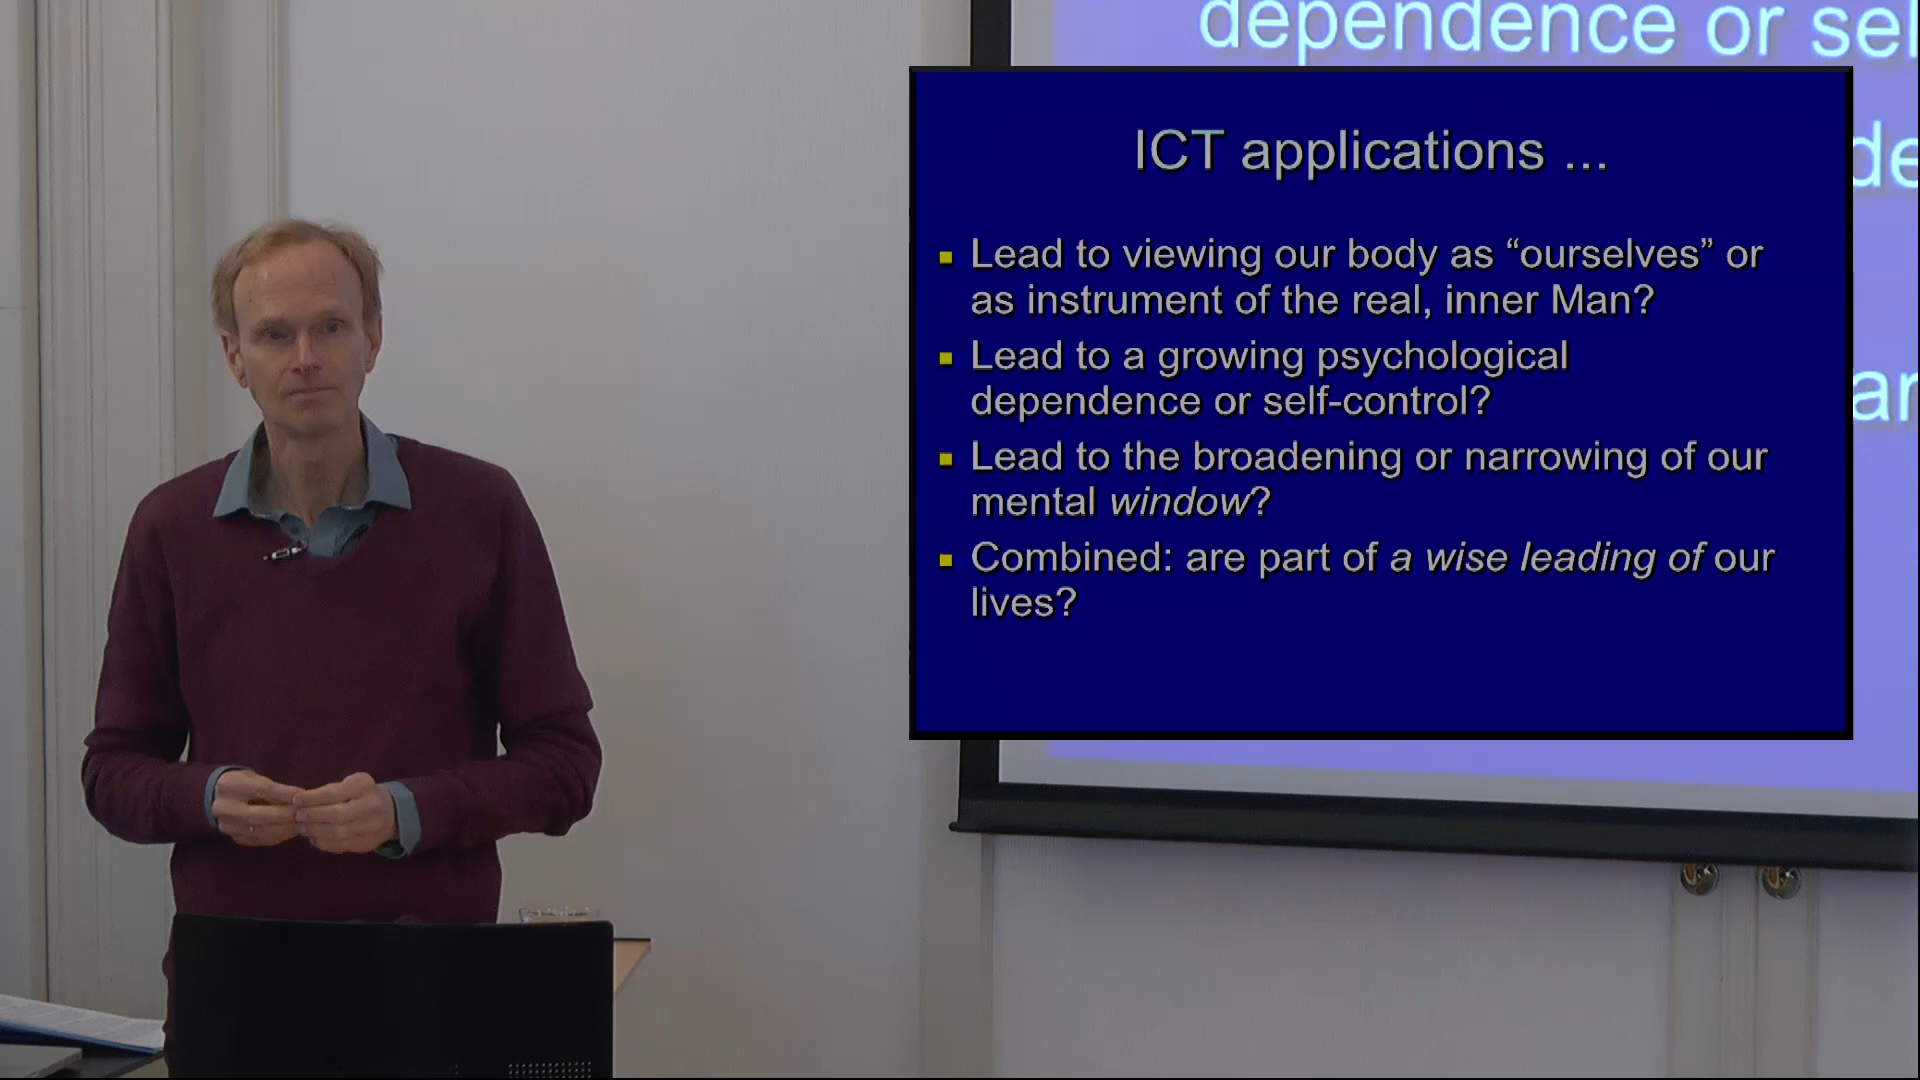 dependence or sel
de
ar
ICT applications ...
Lead to viewing our body as “ourselves” or
as instrument of the real, inner Man?
Lead to a growing psychological
dependence or self-control?
Lead to the broadening or narrowing of our
mental window?
Combined: are part of a wise leading of our
lives?